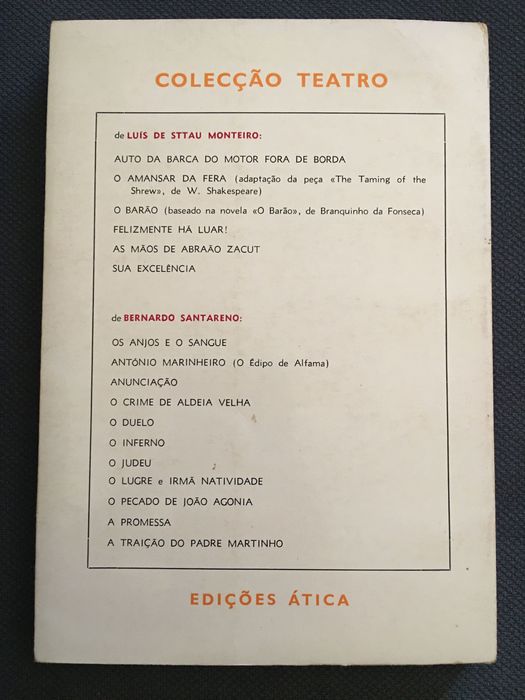 COLECÇÃO TEATRO
de LUÍS DE STTAU MONTEIRO:
AUTO DA BARCA DO MOTOR FORA DE BORDA
O AMANSAR DA FERA (adaptação da peça «The Taming of the
Shrew», de W. Shakespeare)
O BARÃO (baseado na novela «O Barão», de Branquinho da Fonseca)
FELIZMENTE HÁ LUAR!
AS MÃOS DE ABRAÃO ZACUT
SUA EXCELÊNCIA
de BERNARDO SANTARENO:
OS ANJOS E O SANGUE
ANTÓNIO MARINHEIRO (O Édipo de Alfama)
ANUNCIAÇÃO
O CRIME DE ALDEIA VELHA
O DUELO
O INFERNO
O JUDEU
O LUGRE e IRMÃ NATIVIDADE
O PECADO DE JOÃO AGONIA
A PROMESSA
A TRAIÇÃO DO PADRE MARTINHO
EDIÇÕES ÁTICA